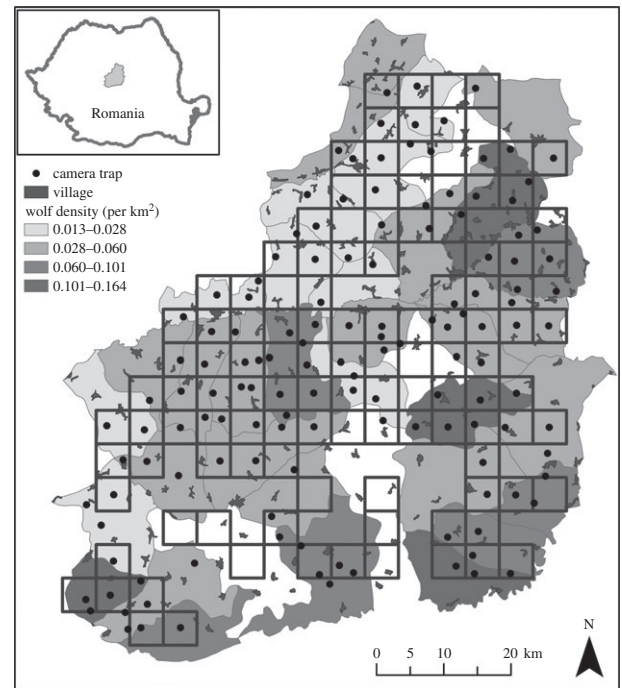 Romania
camera trap
village
wolf density (per km²)
0.013–0.028
0.028–0.060
0.060–0.101
0.101–0.164
N
0 5 10 20 km